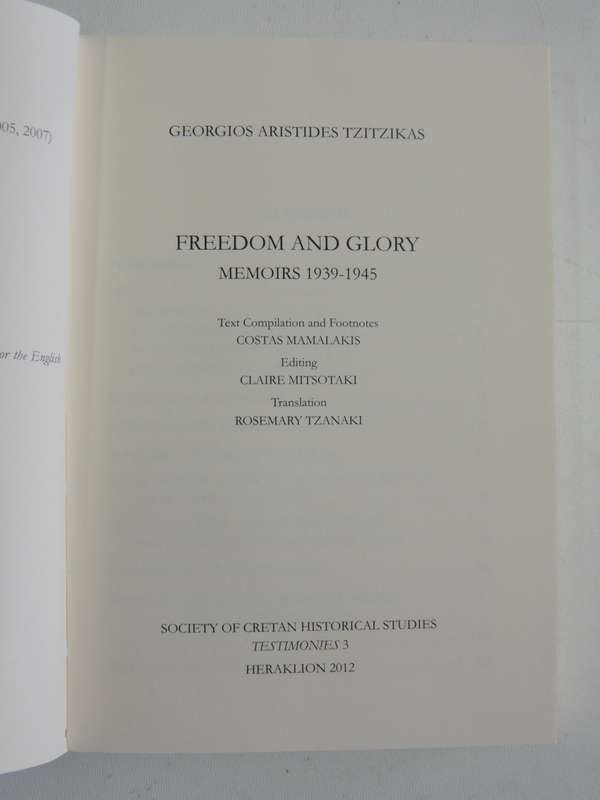 005, 2007)
or the English
GEORGIOS ARISTIDES TZITZIKAS
FREEDOM AND GLORY
MEMOIRS 1939-1945
Text Compilation and Footnotes
COSTAS MAMALAKIS
Editing
CLAIRE MITSOTAKI
Translation
ROSEMARY TZANAKI
SOCIETY OF CRETAN HISTORICAL STUDIES
TESTIMONIES 3
HERAKLION 2012